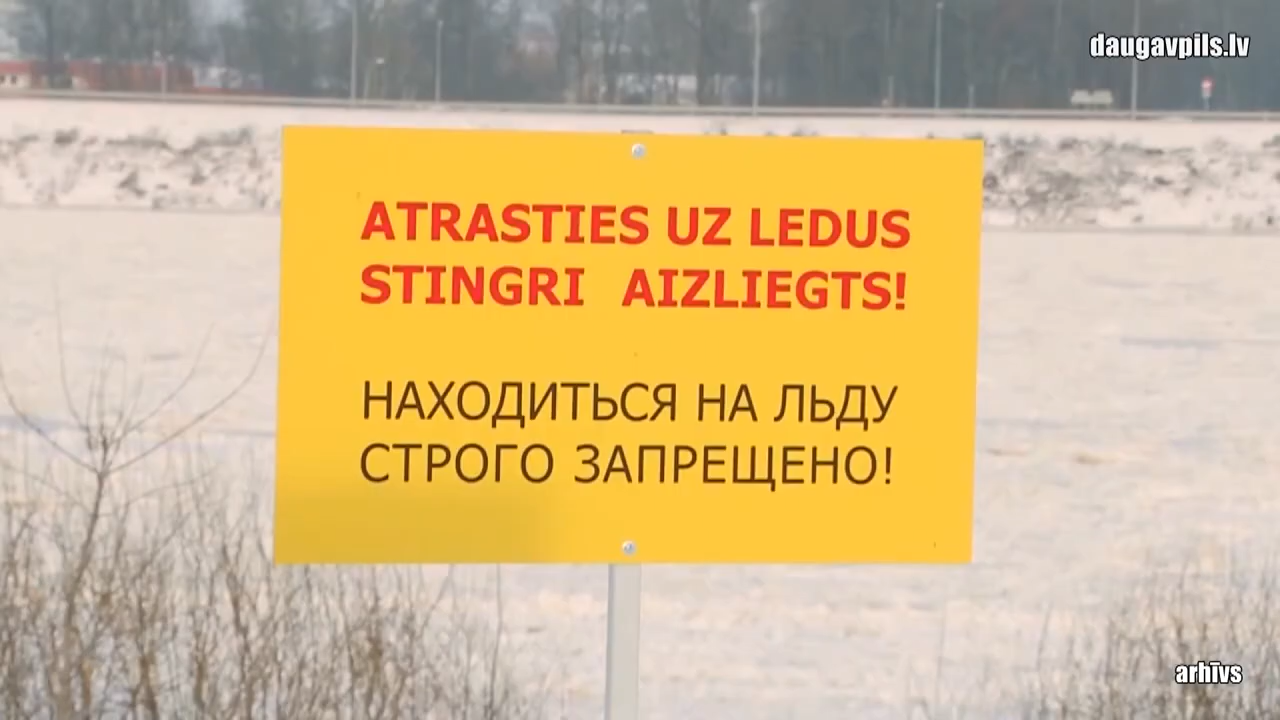 daugavpils.lv
ATRASTIES UZ LEDUS
STINGRI AIZLIEGTS!
НАХОДИТЬСЯ НА ЛЬДУ
СТРОГО ЗАПРЕЩЕНО!
arhīvs